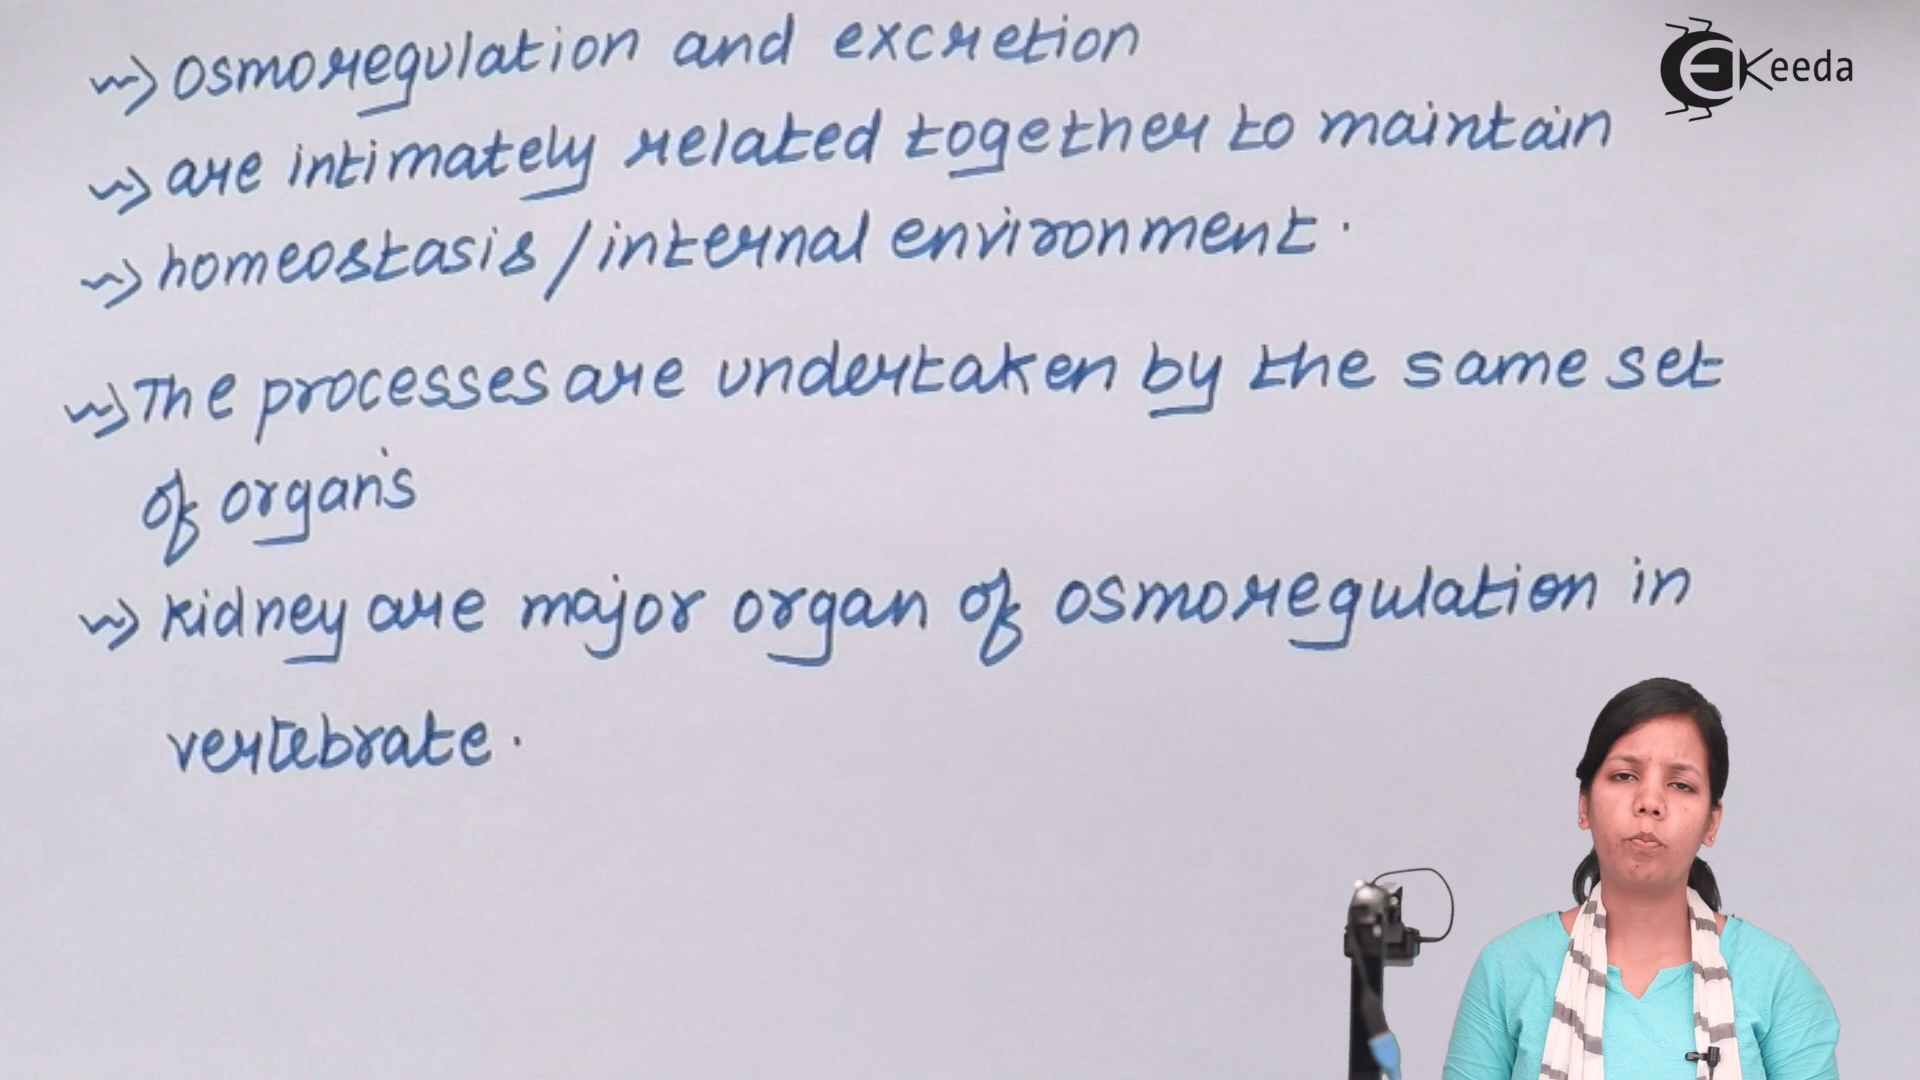 ~> Osmoregulation and excretion
~> are intimately related together to maintain
~> homeostasis / internal environment.
~> The processes are undertaken by the same set
of organs
~> kidney are major organ of osmoregulation in
vertebrate.
EKeeda